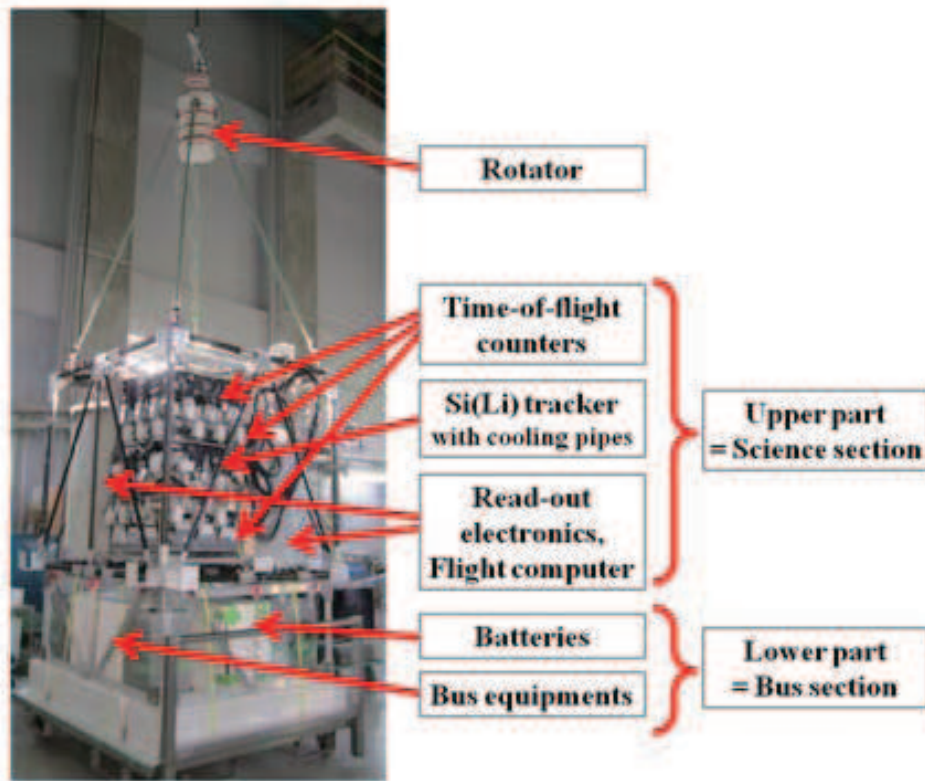 Rotator
Time-of-flight
counters
Si(Li) tracker
with cooling pipes
Read-out
electronics,
Flight computer
Upper part
= Science section
Batteries
Bus equipments
Lower part
= Bus section